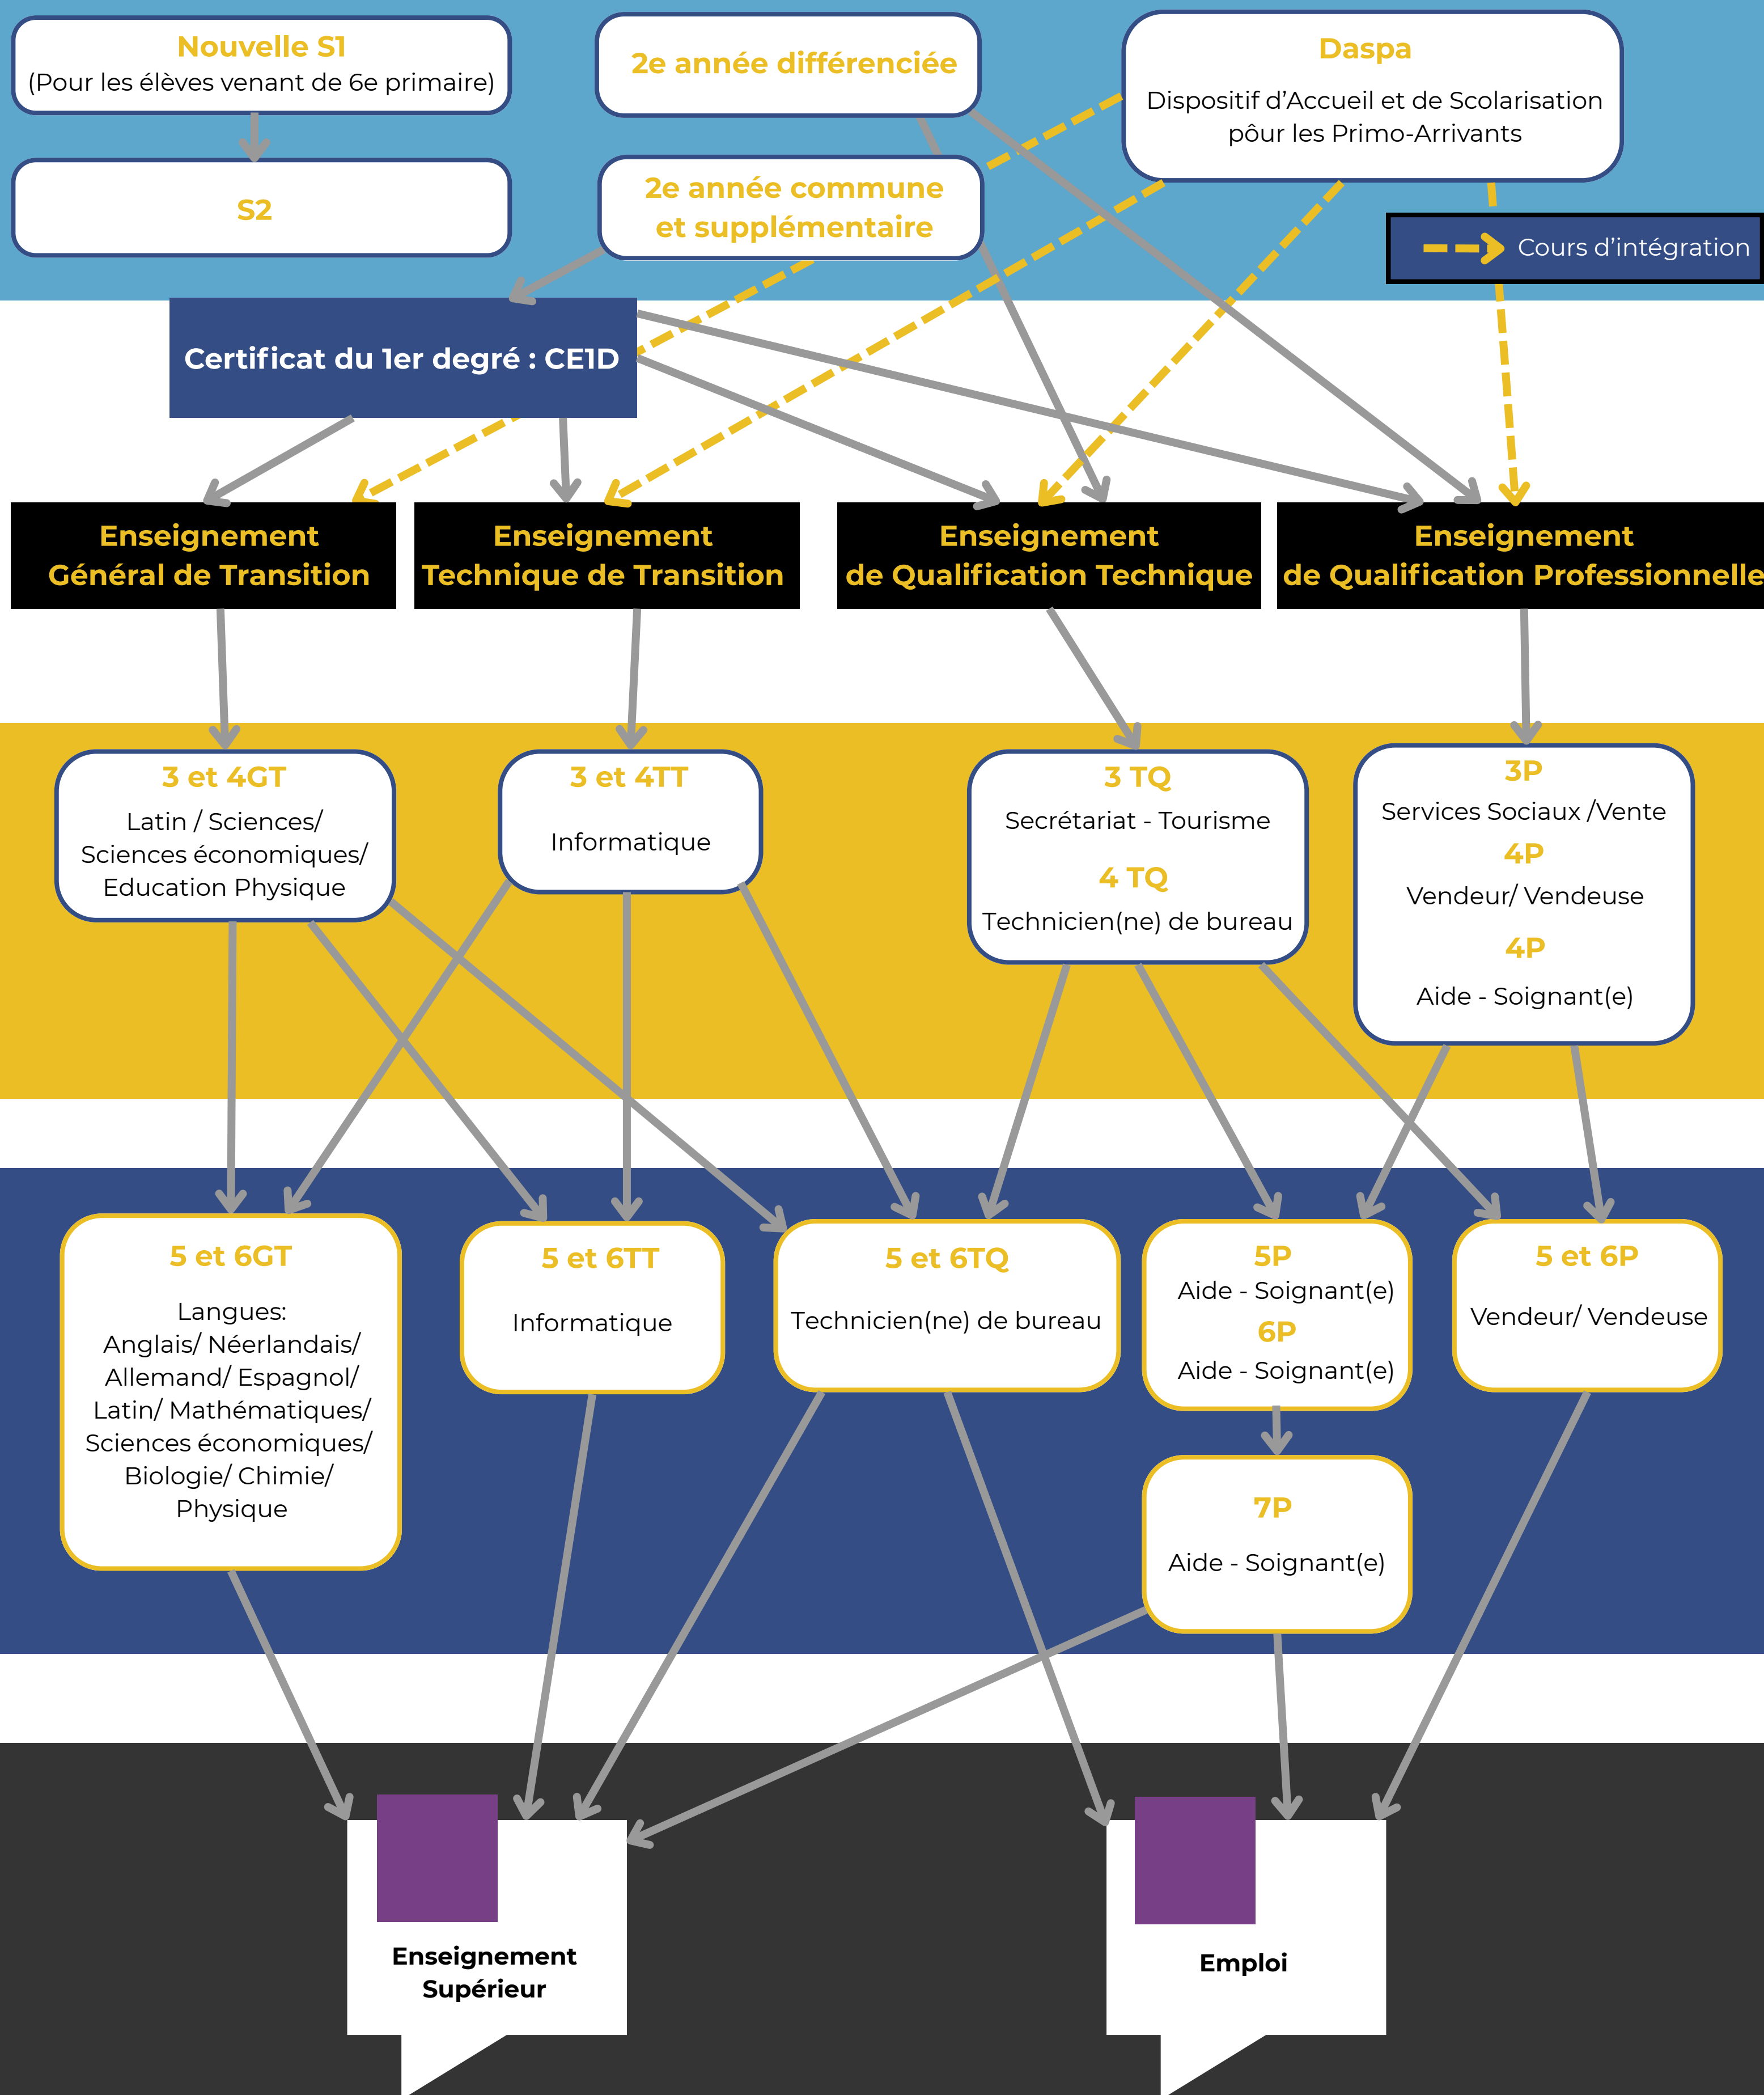 Nouvelle S1
(Pour les élèves venant de 6e primaire)
S2
2e année différenciée
2e année commune
et supplémentaire
Daspa
Dispositif d’Accueil et de Scolarisation
pôur les Primo-Arrivants
Cours d’intégration
Certificat du 1er degré : CE1D
Enseignement
Général de Transition
Enseignement
Technique de Transition
Enseignement
de Qualification Technique
Enseignement
de Qualification Professionnelle
3 et 4GT
Latin / Sciences/
Sciences économiques/
Education Physique
3 et 4TT
Informatique
3 TQ
Secrétariat - Tourisme
4 TQ
Technicien(ne) de bureau
3P
Services Sociaux /Vente
4P
Vendeur/ Vendeuse
4P
Aide - Soignant(e)
5 et 6GT
Langues:
Anglais/ Néerlandais/
Allemand/ Espagnol/
Latin/ Mathématiques/
Sciences économiques/
Biologie/ Chimie/
Physique
5 et 6TT
Informatique
5 et 6TQ
Technicien(ne) de bureau
5P
Aide - Soignant(e)
6P
Aide - Soignant(e)
5 et 6P
Vendeur/ Vendeuse
7P
Aide - Soignant(e)
Enseignement
Supérieur
Emploi